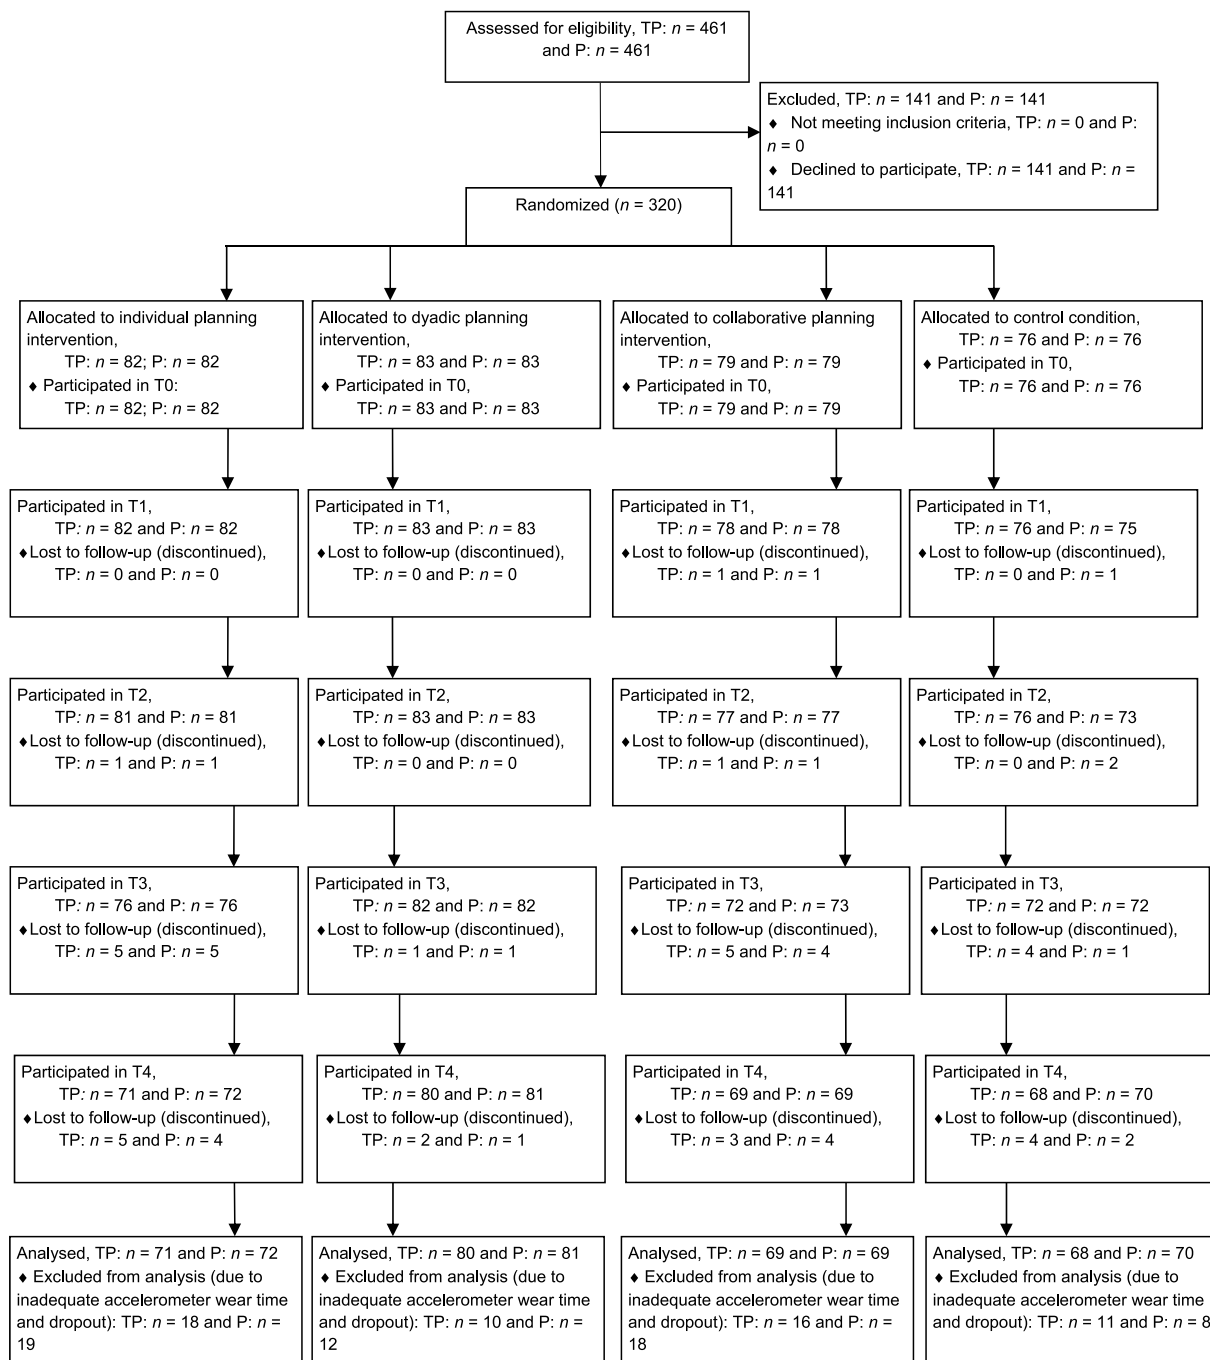 Assessed for eligibility, TP: n = 461
and P: n = 461
Excluded, TP: n = 141 and P: n = 141
♦ Not meeting inclusion criteria, TP: n = 0 and P:
n = 0
♦ Declined to participate, TP: n = 141 and P: n =
141
Randomized (n = 320)
Allocated to individual planning
intervention,
TP: n = 82; P: n = 82
♦ Participated in T0:
TP: n = 82; P: n = 82
Allocated to dyadic planning
intervention,
TP: n = 83 and P: n = 83
♦ Participated in T0,
TP: n = 83 and P: n = 83
Allocated to collaborative planning
intervention,
TP: n = 79 and P: n = 79
♦ Participated in T0,
TP: n = 79 and P: n = 79
Allocated to control condition,
TP: n = 76 and P: n = 76
♦ Participated in T0,
TP: n = 76 and P: n = 76
Participated in T1,
TP: n = 82 and P: n = 82
♦Lost to follow-up (discontinued),
TP: n = 0 and P: n = 0
Participated in T1,
TP: n = 83 and P: n = 83
♦Lost to follow-up (discontinued),
TP: n = 0 and P: n = 0
Participated in T1,
TP: n = 78 and P: n = 78
♦Lost to follow-up (discontinued),
TP: n = 1 and P: n = 1
Participated in T1,
TP: n = 76 and P: n = 75
♦Lost to follow-up (discontinued),
TP: n = 0 and P: n = 1
Participated in T2,
TP: n = 81 and P: n = 81
♦Lost to follow-up (discontinued),
TP: n = 1 and P: n = 1
Participated in T2,
TP: n = 83 and P: n = 83
♦Lost to follow-up (discontinued),
TP: n = 0 and P: n = 0
Participated in T2,
TP: n = 77 and P: n = 77
♦Lost to follow-up (discontinued),
TP: n = 1 and P: n = 1
Participated in T2,
TP: n = 76 and P: n = 73
♦Lost to follow-up (discontinued),
TP: n = 0 and P: n = 2
Participated in T3,
TP: n = 76 and P: n = 76
♦Lost to follow-up (discontinued),
TP: n = 5 and P: n = 5
Participated in T3,
TP: n = 82 and P: n = 82
♦Lost to follow-up (discontinued),
TP: n = 1 and P: n = 1
Participated in T3,
TP: n = 72 and P: n = 73
♦Lost to follow-up (discontinued),
TP: n = 5 and P: n = 4
Participated in T3,
TP: n = 72 and P: n = 72
♦Lost to follow-up (discontinued),
TP: n = 4 and P: n = 1
Participated in T4,
TP: n = 71 and P: n = 72
♦Lost to follow-up (discontinued),
TP: n = 5 and P: n = 4
Participated in T4,
TP: n = 80 and P: n = 81
♦Lost to follow-up (discontinued),
TP: n = 2 and P: n = 1
Participated in T4,
TP: n = 69 and P: n = 69
♦Lost to follow-up (discontinued),
TP: n = 3 and P: n = 4
Participated in T4,
TP: n = 68 and P: n = 70
♦Lost to follow-up (discontinued),
TP: n = 4 and P: n = 2
Analysed, TP: n = 71 and P: n = 72
♦ Excluded from analysis (due to
inadequate accelerometer wear time
and dropout): TP: n = 18 and P: n =
19
Analysed, TP: n = 80 and P: n = 81
♦ Excluded from analysis (due to
inadequate accelerometer wear time
and dropout): TP: n = 10 and P: n =
12
Analysed, TP: n = 69 and P: n = 69
♦ Excluded from analysis (due to
inadequate accelerometer wear time
and dropout): TP: n = 16 and P: n =
18
Analysed, TP: n = 68 and P: n = 70
♦ Excluded from analysis (due to
inadequate accelerometer wear time
and dropout): TP: n = 11 and P: n = 8